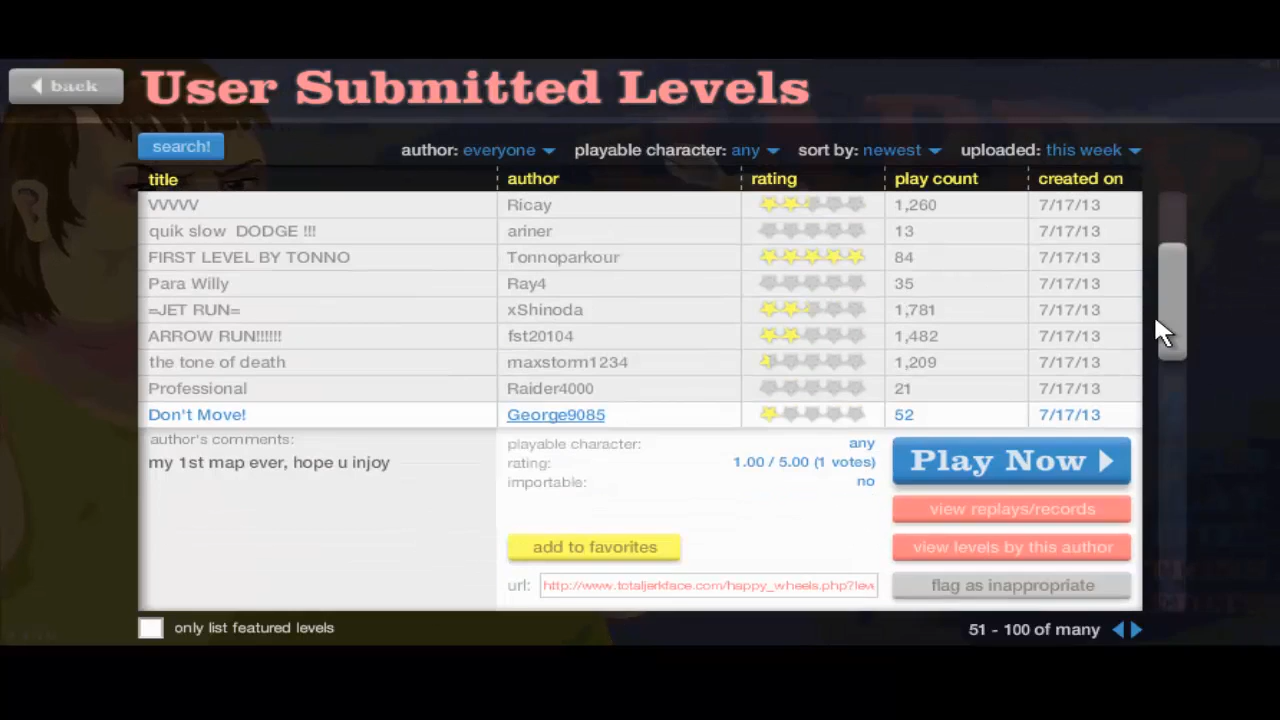 back
User Submitted Levels
search!
author: everyone playable character: any sort by: newest uploaded: this week
title author rating play count created on
VVVVV Ricay 1,260 7/17/13
quik slow  DODGE !!! ariner 13 7/17/13
FIRST LEVEL BY TONNO Tonnoparkour 84 7/17/13
Para Willy Ray4 35 7/17/13
=JET RUN= xShinoda 1,781 7/17/13
ARROW RUN!!!!!! fst20104 1,482 7/17/13
the tone of death maxstorm1234 1,209 7/17/13
Professional Raider4000 21 7/17/13
Don't Move! George9085 52 7/17/13
author's comments:
my 1st map ever, hope u injoy
playable character: any
rating: 1.00 / 5.00 (1 votes)
importable: no
add to favorites
url: http://www.totaljerkface.com/happy_wheels.php?lev
Play Now
view replays/records
view levels by this author
flag as inappropriate
only list featured levels
51 - 100 of many